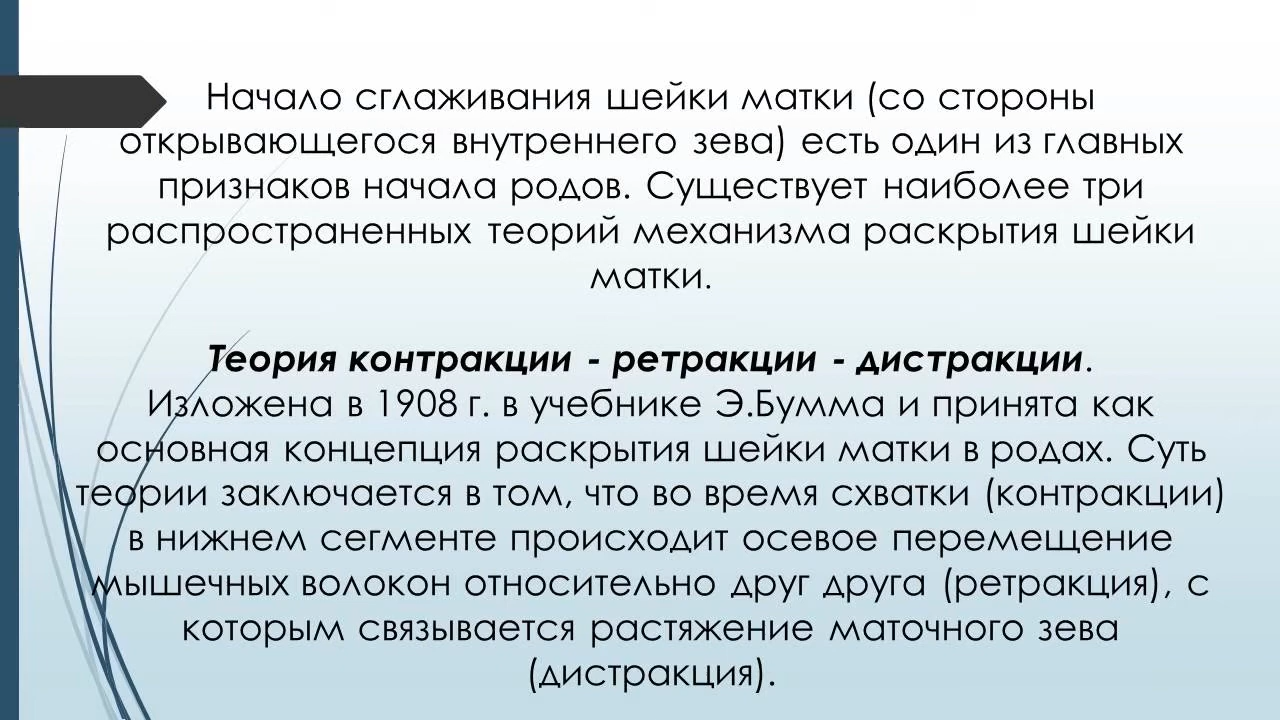 Начало сглаживания шейки матки (со стороны
открывающегося внутреннего зева) есть один из главных
признаков начала родов. Существует наиболее три
распространенных теорий механизма раскрытия шейки
матки.
Теория контракции - ретракции - дистракции.
Изложена в 1908 г. в учебнике Э.Бумма и принята как
основная концепция раскрытия шейки матки в родах. Суть
теории заключается в том, что во время схватки (контракции)
в нижнем сегменте происходит осевое перемещение
мышечных волокон относительно друг друга (ретракция), с
которым связывается растяжение маточного зева
(дистракция).